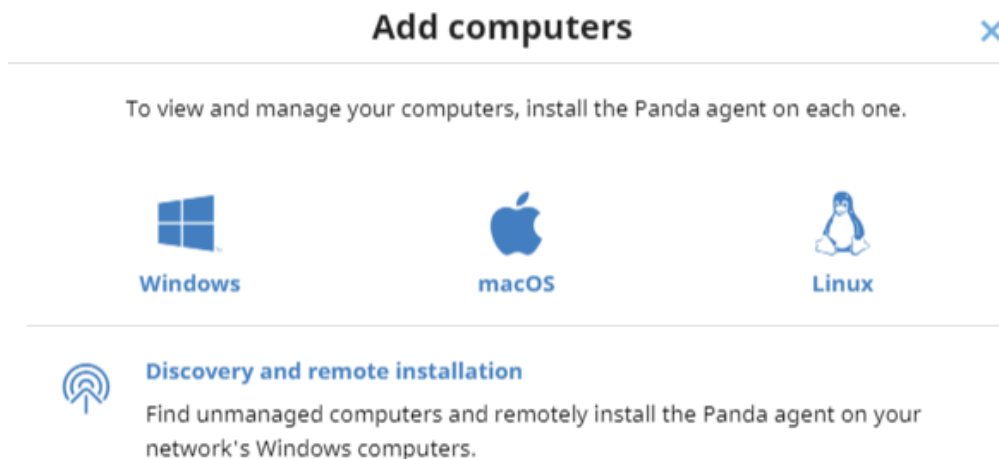 Add computers
To view and manage your computers, install the Panda agent on each one.
Windows
macOS
Linux
Discovery and remote installation
Find unmanaged computers and remotely install the Panda agent on your
network's Windows computers.